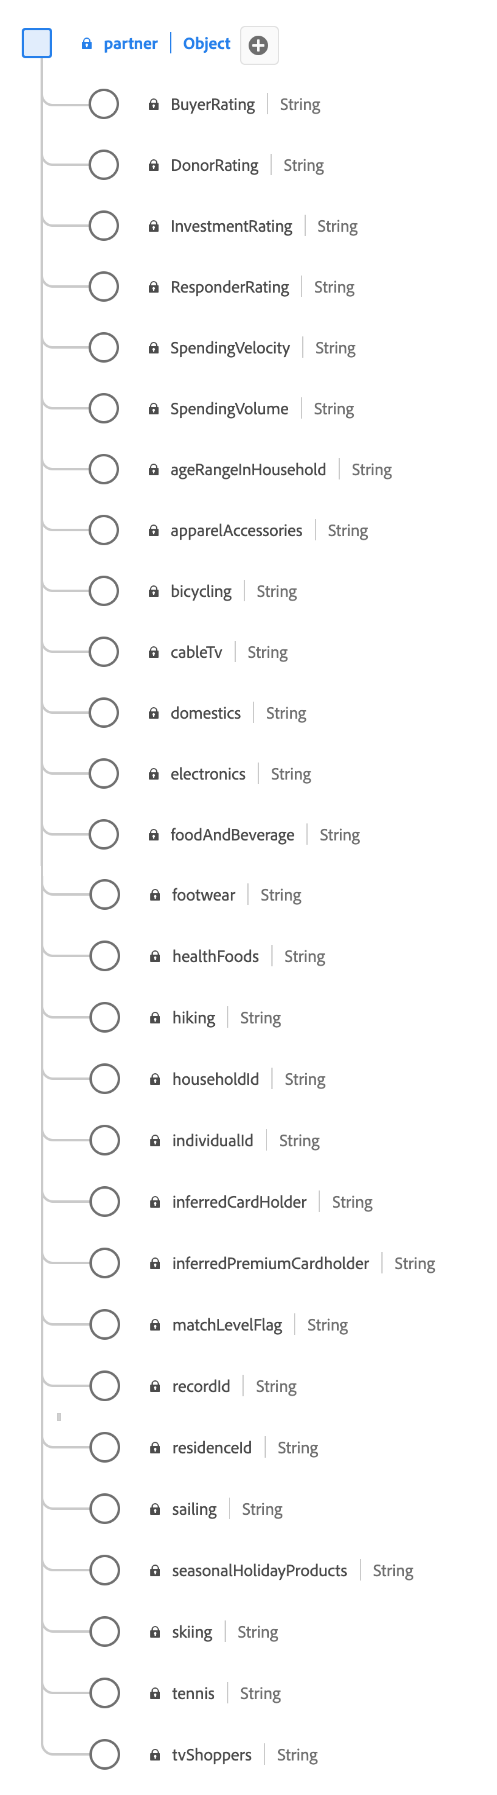 partner | Object
BuyerRating | String
DonorRating | String
InvestmentRating | String
ResponderRating | String
SpendingVelocity | String
SpendingVolume | String
ageRangeInHousehold | String
apparelAccessories | String
bicycling | String
cableTv | String
domestics | String
electronics | String
foodAndBeverage | String
footwear | String
healthFoods | String
hiking | String
householdId | String
individualId | String
inferredCardHolder | String
inferredPremiumCardholder | String
matchLevelFlag | String
recordId | String
residenceId | String
sailing | String
seasonalHolidayProducts | String
skiing | String
tennis | String
tvShoppers | String